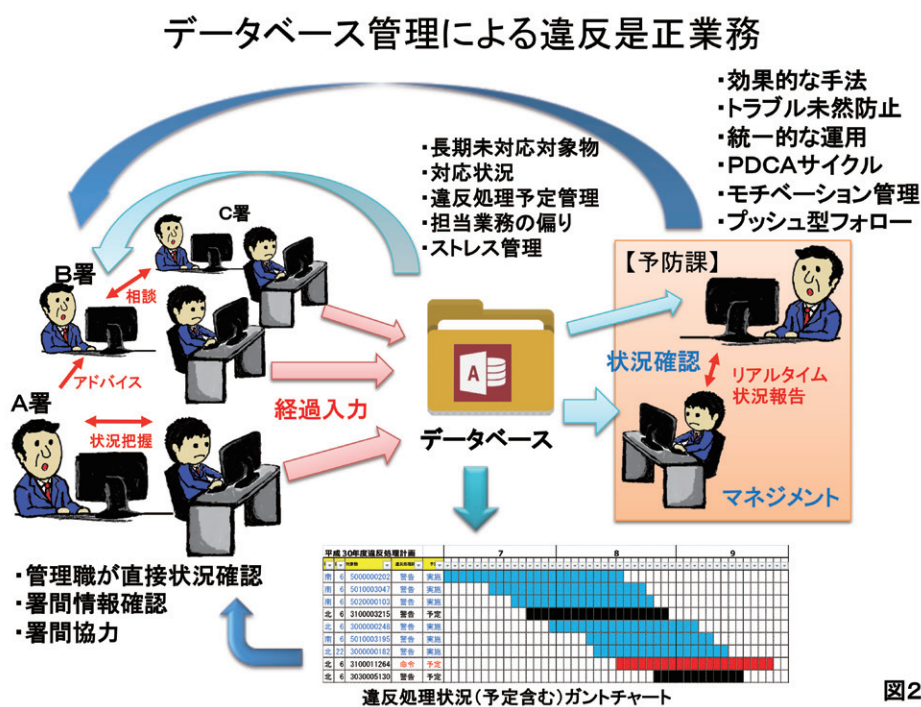 データベース管理による違反是正業務
・効果的な手法
・トラブル未然防止
・統一的な運用
・PDCAサイクル
・モチベーション管理
・プッシュ型フォロー
・長期未対応対象物
・対応状況
・違反処理予定管理
・担当業務の偏り
・ストレス管理
C署
B署
相談
アドバイス
A署
状況把握
経過入力
A
データベース
【予防課】
状況確認
リアルタイム
状況報告
マネジメント
・管理職が直接状況確認
・署間情報確認
・署間協力
平成30年度違反処理計画 7 8 9
南 6 5000000202 警告 実施
南 6 5010003047 警告 実施
南 6 5020000103 警告 実施
北 6 3100003215 警告 予定
北 6 3000000248 警告 実施
南 6 5010003195 警告 実施
北 22 3000000182 警告 実施
北 6 3100011264 命令 予定
北 6 3030005130 警告 予定
違反処理状況(予定含む)ガントチャート
図2